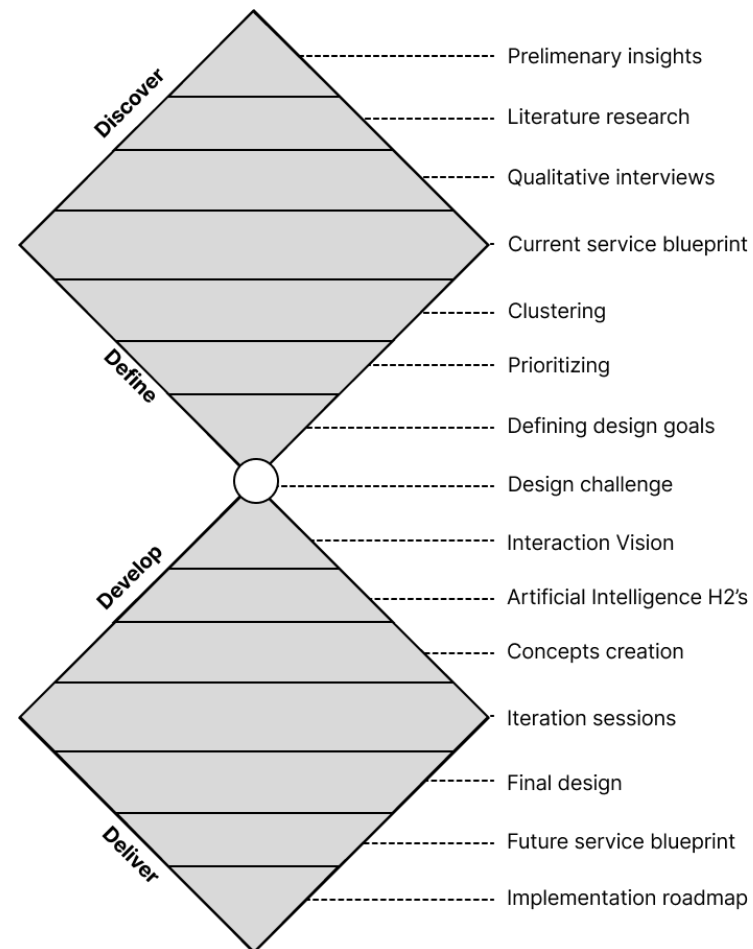 Discover
Prelimenary insights
Literature research
Qualitative interviews
Current service blueprint
Clustering
Define
Prioritizing
Defining design goals
Design challenge
Interaction Vision
Develop
Artificial Intelligence H2's
Concepts creation
Iteration sessions
Final design
Deliver
Future service blueprint
Implementation roadmap